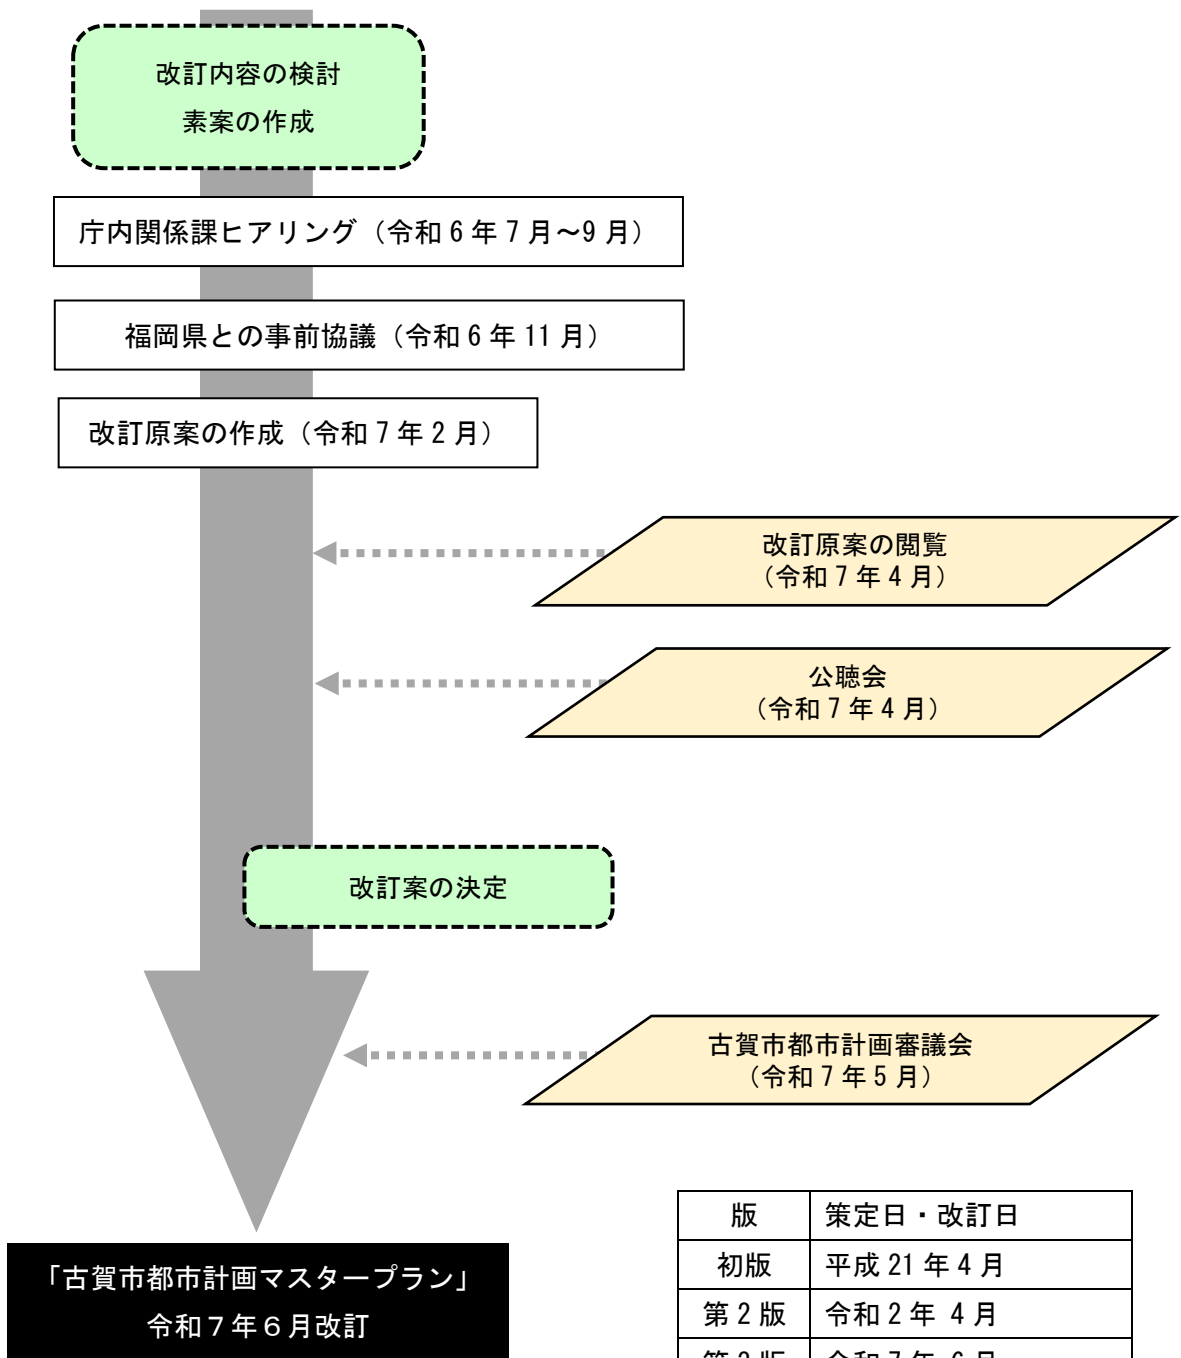 改訂内容の検討
素案の作成
庁内関係課ヒアリング（令和6年7月～9月）
福岡県との事前協議（令和6年11月）
改訂原案の作成（令和7年2月）
改訂原案の閲覧
（令和7年4月）
公聴会
（令和7年4月）
改訂案の決定
古賀市都市計画審議会
（令和7年5月）
「古賀市都市計画マスタープラン」
令和７年６月改訂
版 策定日・改訂日
初版 平成21年4月
第2版 令和2年 4月